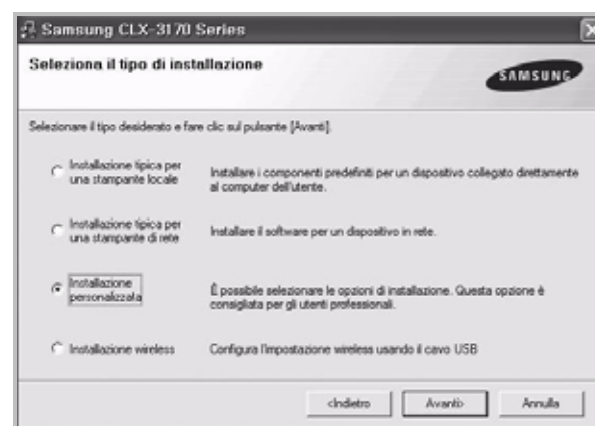 Samsung CLX-3170 Series
Seleziona il tipo di installazione
SAMSUNG
Selezionare il tipo desiderato e fare clic sul pulsante [Avanti].
Installazione tipica per
una stampante locale
Installare i componenti predefiniti per un dispositivo collegato direttamente
al computer dell'utente.
Installazione tipica per
una stampante di rete
Installare il software per un dispositivo in rete.
Installazione
personalizzata
È possibile selezionare le opzioni di installazione. Questa opzione è
consigliata per gli utenti professionali.
Installazione wireless
Configura l'impostazione wireless usando il cavo USB
<Indietro
Avanti>
Annulla